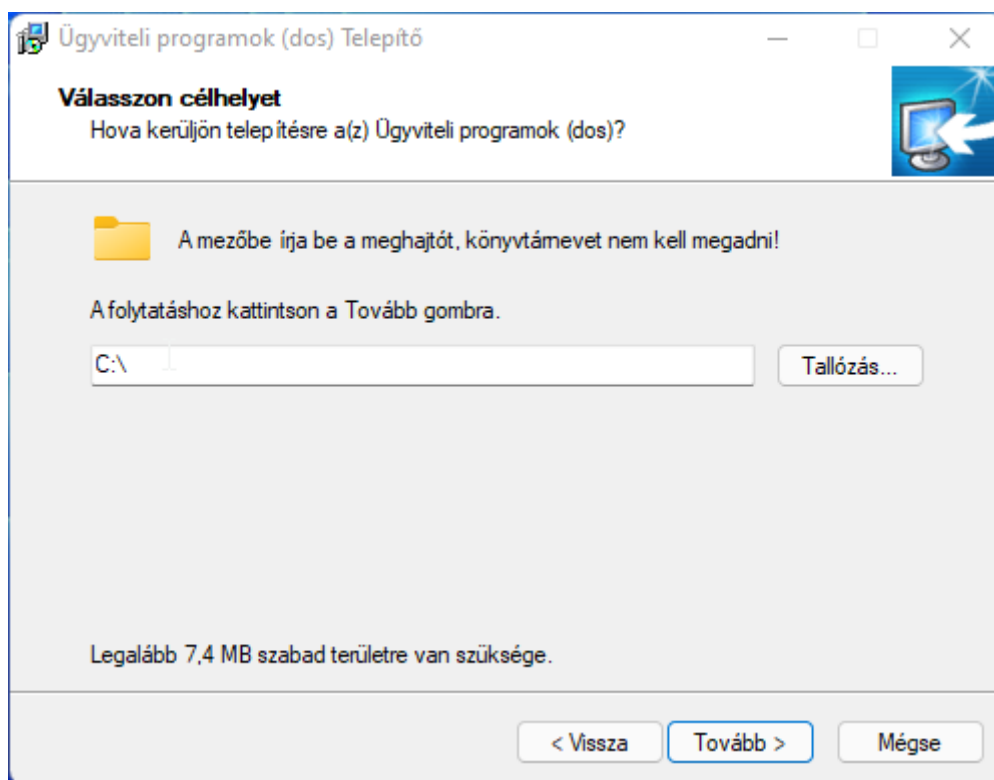 Ügyviteli programok (dos) Telepítő
Válasszon célhelyet
Hova kerüljön telepítésre a(z) Ügyviteli programok (dos)?
A mezőbe írja be a meghajtót, könyvtárnevet nem kell megadni!
A folytatáshoz kattintson a Tovább gombra.
C:\
Tallózás...
Legalább 7,4 MB szabad területre van szüksége.
< Vissza
Tovább >
Mégse